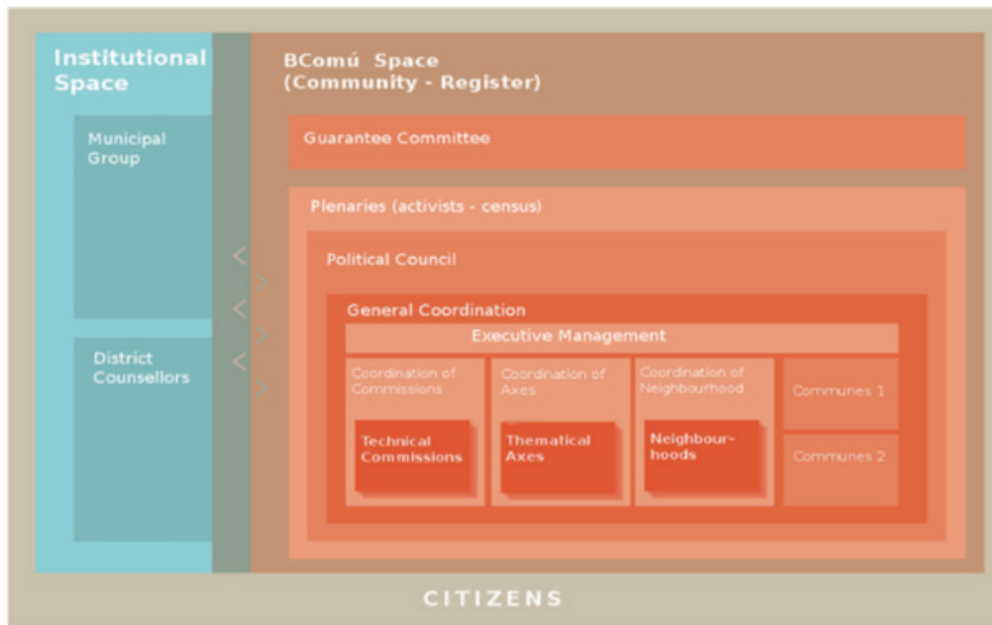 Institutional
Space
Municipal
Group
District
Counsellors
BComú Space
(Community - Register)
Guarantee Committee
Plenaries (activists - census)
Political Council
General Coordination
Executive Management
Coordination of
Commissions
Technical
Commissions
Coordination of
Axes
Thematical
Axes
Coordination of
Neighbourhood
Neighbour-
hoods
Communes 1
Communes 2
CITIZENS